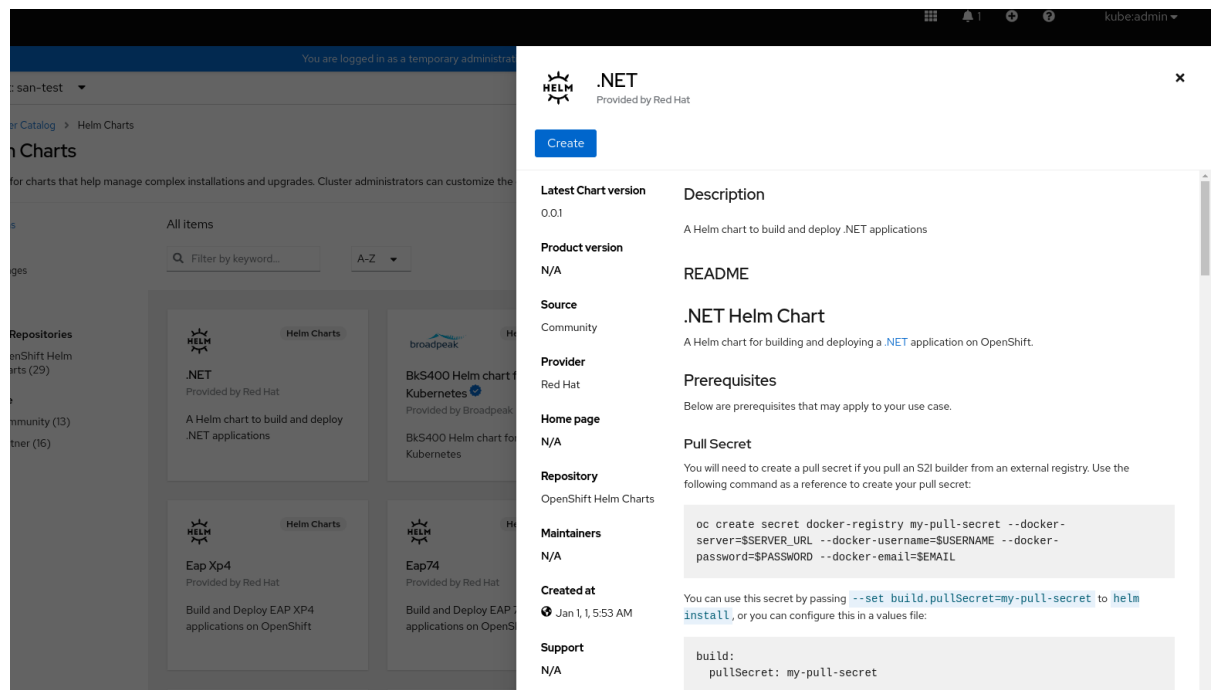 1
kube:admin
You are logged in as a temporary administrat
: san-test
er Catalog > Helm Charts
n Charts
for charts that help manage complex installations and upgrades. Cluster administrators can customize the
s
ges
Repositories
enShift Helm
arts (29)
e
mmunity (13)
tner (16)
All items
Filter by keyword...
A-Z
HELM
Helm Charts
.NET
Provided by Red Hat
A Helm chart to build and deploy
.NET applications
broadpeak
He
BkS400 Helm chart f
Kubernetes
Provided by Broadpeak
BkS400 Helm chart for
Kubernetes
HELM
Helm Charts
Eap Xp4
Provided by Red Hat
Build and Deploy EAP XP4
applications on OpenShift
HELM
He
Eap74
Provided by Red Hat
Build and Deploy EAP 7
applications on OpenS
HELM
.NET
Provided by Red Hat
Create
Latest Chart version
0.0.1
Product version
N/A
Source
Community
Provider
Red Hat
Home page
N/A
Repository
OpenShift Helm Charts
Maintainers
N/A
Created at
Jan 1, 1, 5:53 AM
Support
N/A
Description
A Helm chart to build and deploy .NET applications
README
.NET Helm Chart
A Helm chart for building and deploying a .NET application on OpenShift.
Prerequisites
Below are prerequisites that may apply to your use case.
Pull Secret
You will need to create a pull secret if you pull an S2I builder from an external registry. Use the
following command as a reference to create your pull secret:
oc create secret docker-registry my-pull-secret --docker-
server=$SERVER_URL --docker-username=$USERNAME --docker-
password=$PASSWORD --docker-email=$EMAIL
You can use this secret by passing --set build.pullSecret=my-pull-secret to helm
install, or you can configure this in a values file:
build:
  pullSecret: my-pull-secret